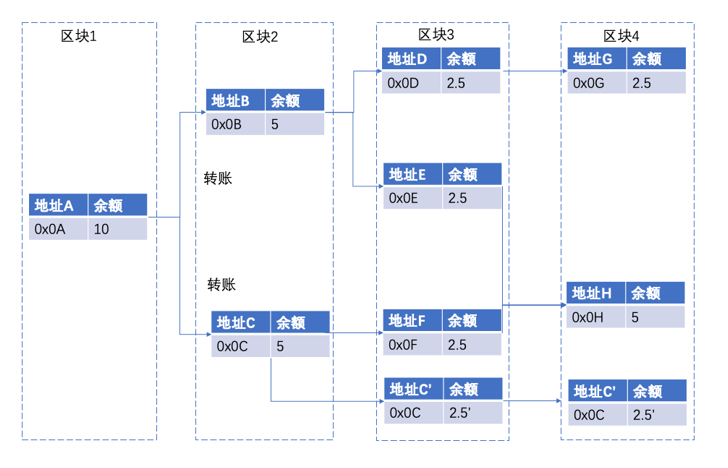 区块1
区块2
区块3
区块4
地址A 余额
0x0A 10
地址B 余额
0x0B 5
转账
转账
地址C 余额
0x0C 5
地址D 余额
0x0D 2.5
地址E 余额
0x0E 2.5
地址F 余额
0x0F 2.5
地址C’ 余额
0x0C 2.5'
地址G 余额
0x0G 2.5
地址H 余额
0x0H 5
地址C’ 余额
0x0C 2.5'